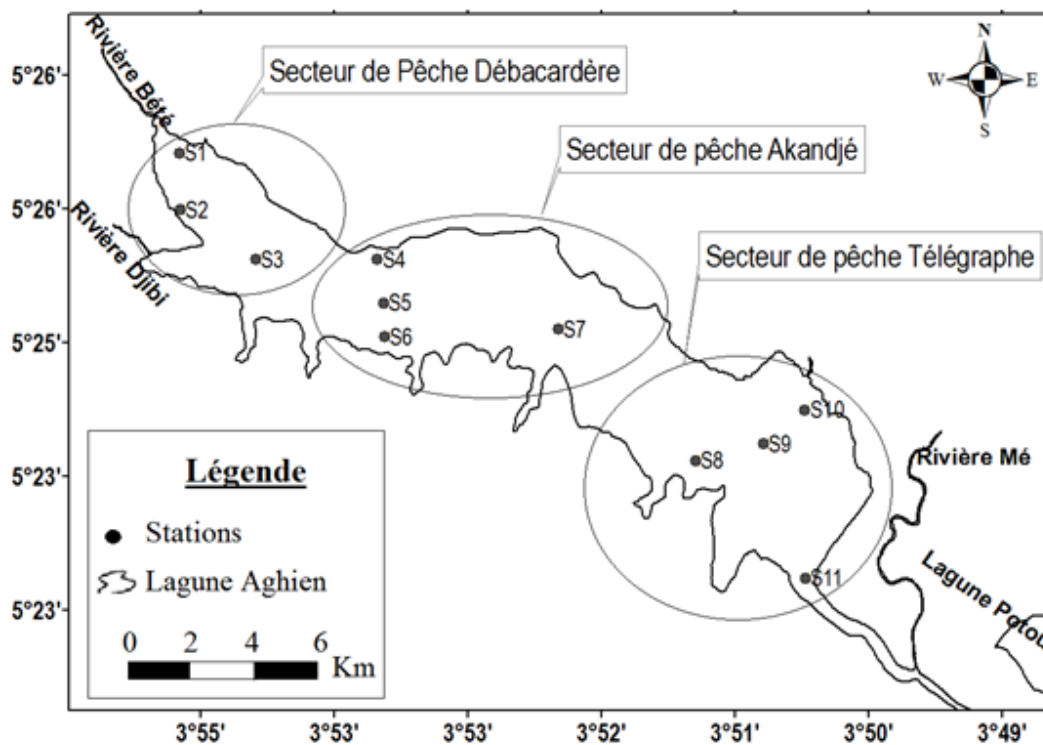 Rivière Bété
Secteur de Pêche Débacardère
N
W
E
S
5°26'
S1
Secteur de pêche Akandjé
5°26'
S2
Rivière Djibi
S3
S4
Secteur de pêche Télégraphe
S5
5°25'
S6
S7
S10
S9
S8
Rivière Mé
5°23'
Légende
Stations
Lagune Aghien
S11
Lagune Potou
5°23'
0 2 4 6
Km
3°55' 3°53' 3°52' 3°51' 3°50' 3°49'